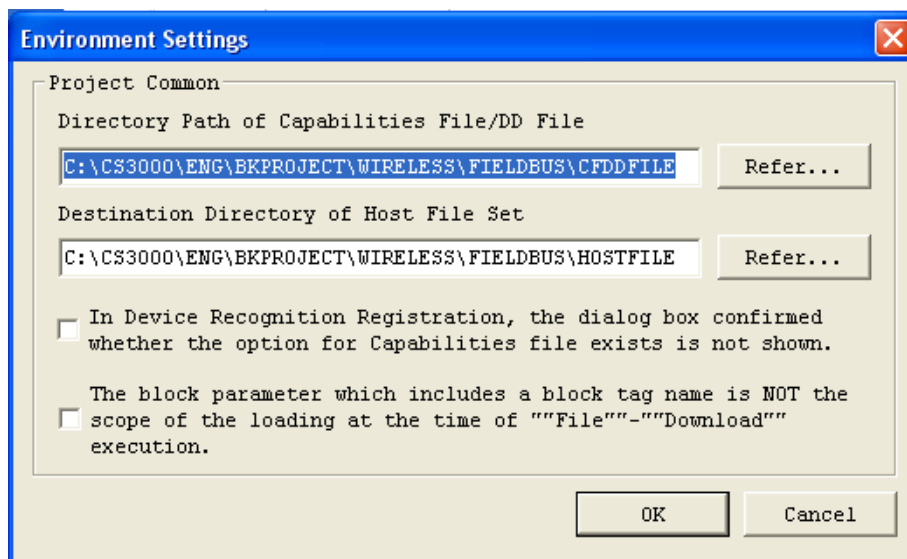 Environment Settings
Project Common
Directory Path of Capabilities File/DD File
C:\CS3000\ENG\BKPROJECT\WIRELESS\FIELDBUS\CFDDFILE
Refer...
Destination Directory of Host File Set
C:\CS3000\ENG\BKPROJECT\WIRELESS\FIELDBUS\HOSTFILE
Refer...
In Device Recognition Registration, the dialog box confirmed
whether the option for Capabilities file exists is not shown.
The block parameter which includes a block tag name is NOT the
scope of the loading at the time of ""File""-""Download""
execution.
OK
Cancel